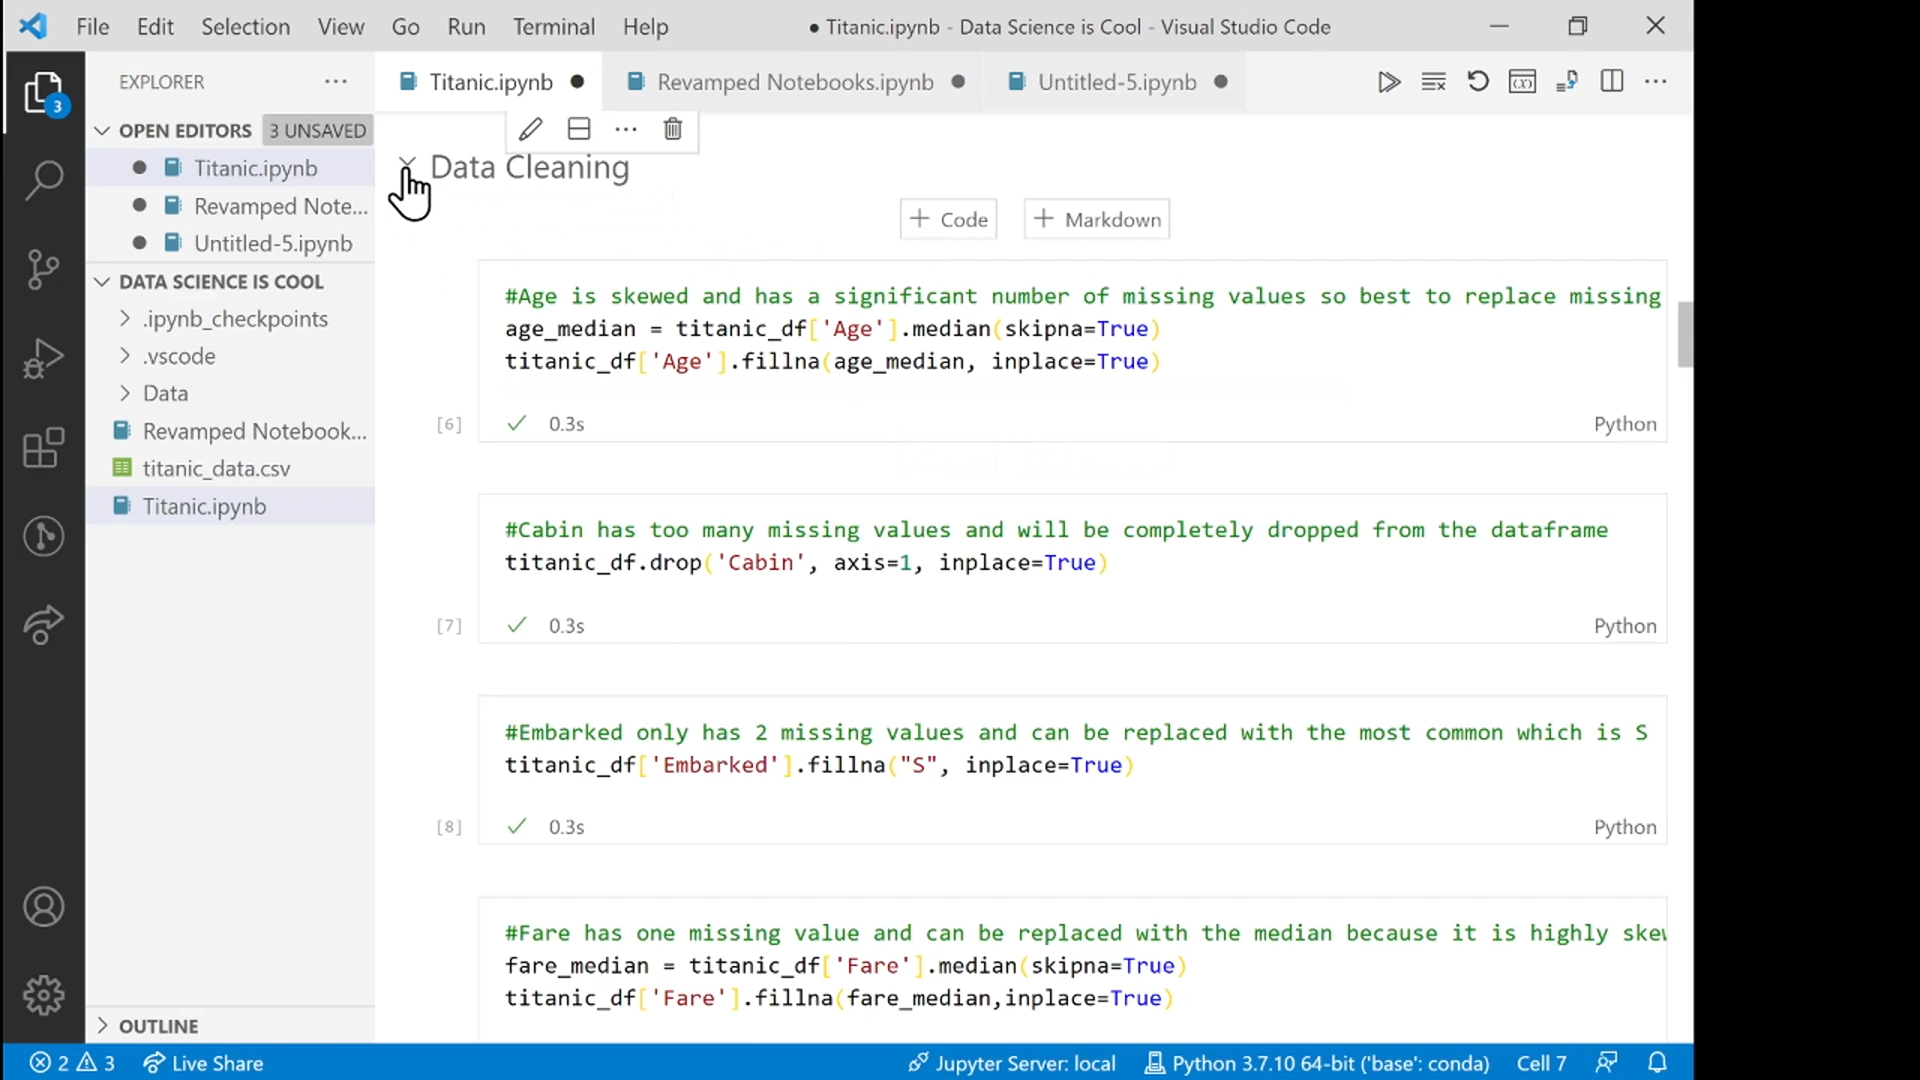 File Edit Selection View Go Run Terminal Help
● Titanic.ipynb - Data Science is Cool - Visual Studio Code
3
EXPLORER
Titanic.ipynb
Revamped Notebooks.ipynb
Untitled-5.ipynb
OPEN EDITORS
3 UNSAVED
Titanic.ipynb
Revamped Note...
Untitled-5.ipynb
DATA SCIENCE IS COOL
.ipynb_checkpoints
.vscode
Data
Revamped Notebook...
titanic_data.csv
Titanic.ipynb
OUTLINE
Data Cleaning
+ Code
+ Markdown
#Age is skewed and has a significant number of missing values so best to replace missing
age_median = titanic_df['Age'].median(skipna=True)
titanic_df['Age'].fillna(age_median, inplace=True)
[6] 0.3s Python
#Cabin has too many missing values and will be completely dropped from the dataframe
titanic_df.drop('Cabin', axis=1, inplace=True)
[7] 0.3s Python
#Embarked only has 2 missing values and can be replaced with the most common which is S
titanic_df['Embarked'].fillna("S", inplace=True)
[8] 0.3s Python
#Fare has one missing value and can be replaced with the median because it is highly
fare_median = titanic_df['Fare'].median(skipna=True)
titanic_df['Fare'].fillna(fare_median,inplace=True)
2 3 Live Share
Jupyter Server: local
Python 3.7.10 64-bit ('base': conda)
Cell 7